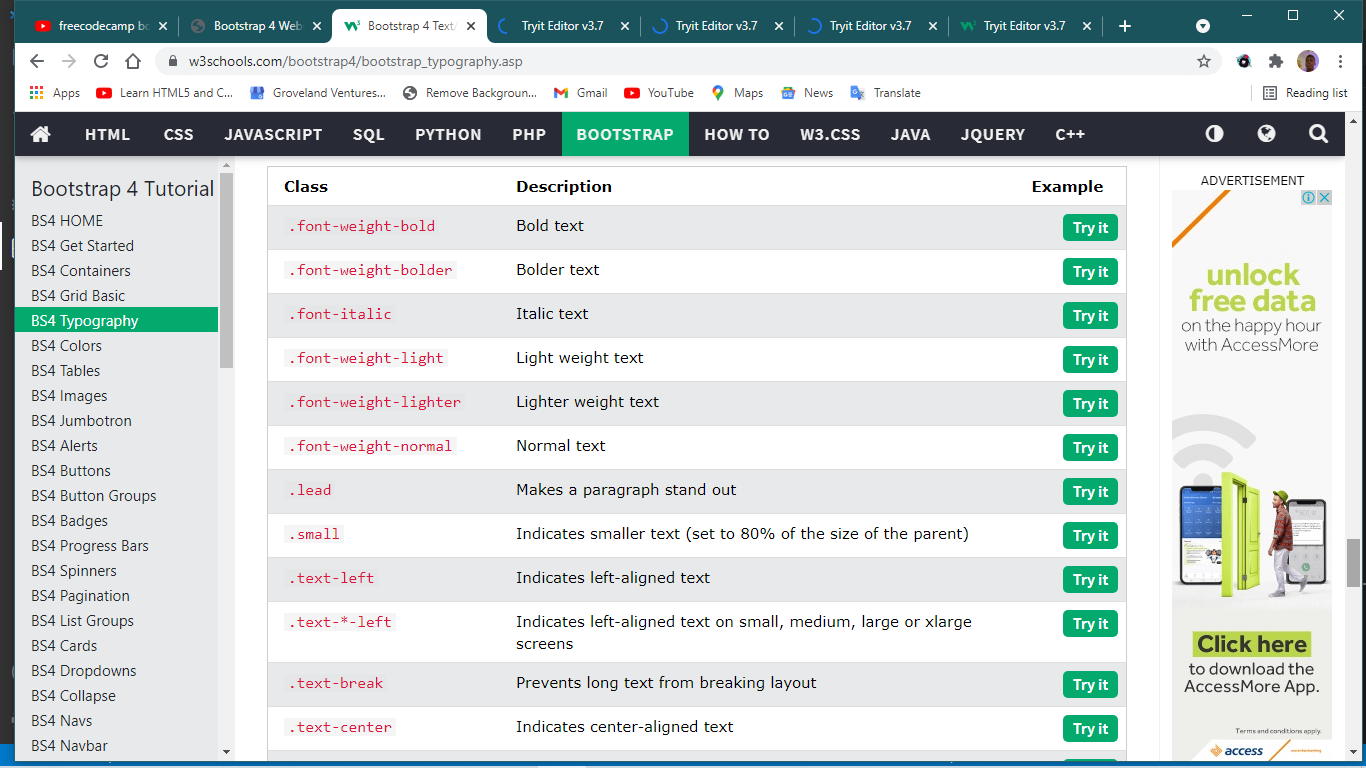 freecodecamp bo
Bootstrap 4 Web
Bootstrap 4 Text/
Tryit Editor v3.7
Tryit Editor v3.7
Tryit Editor v3.7
Tryit Editor v3.7
w3schools.com/bootstrap4/bootstrap_typography.asp
Apps
Learn HTML5 and C...
Groveland Ventures...
Remove Backgroun...
Gmail
YouTube
Maps
News
Translate
Reading list
HTML CSS JAVASCRIPT SQL PYTHON PHP BOOTSTRAP HOW TO W3.CSS JAVA JQUERY C++
Bootstrap 4 Tutorial
BS4 HOME
BS4 Get Started
BS4 Containers
BS4 Grid Basic
BS4 Typography
BS4 Colors
BS4 Tables
BS4 Images
BS4 Jumbotron
BS4 Alerts
BS4 Buttons
BS4 Button Groups
BS4 Badges
BS4 Progress Bars
BS4 Spinners
BS4 Pagination
BS4 List Groups
BS4 Cards
BS4 Dropdowns
BS4 Collapse
BS4 Navs
BS4 Navbar
Class Description Example
.font-weight-bold Bold text Try it
.font-weight-bolder Bolder text Try it
.font-italic Italic text Try it
.font-weight-light Light weight text Try it
.font-weight-lighter Lighter weight text Try it
.font-weight-normal Normal text Try it
.lead Makes a paragraph stand out Try it
.small Indicates smaller text (set to 80% of the size of the parent) Try it
.text-left Indicates left-aligned text Try it
.text-*-left Indicates left-aligned text on small, medium, large or xlarge Try it
screens
.text-break Prevents long text from breaking layout Try it
.text-center Indicates center-aligned text Try it
ADVERTISEMENT
unlock
free data
on the happy hour
with AccessMore
Click here
to download the
AccessMore App.
Terms and conditions apply.
access